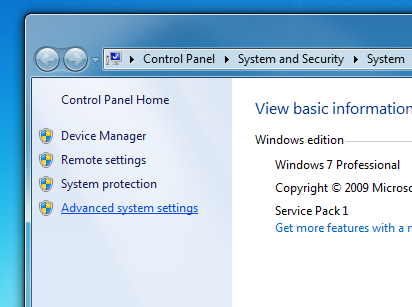 Control Panel System and Security System
Control Panel Home
Device Manager
Remote settings
System protection
Advanced system settings
View basic information
Windows edition
Windows 7 Professional
Copyright © 2009
Service Pack 1
Get more features with a